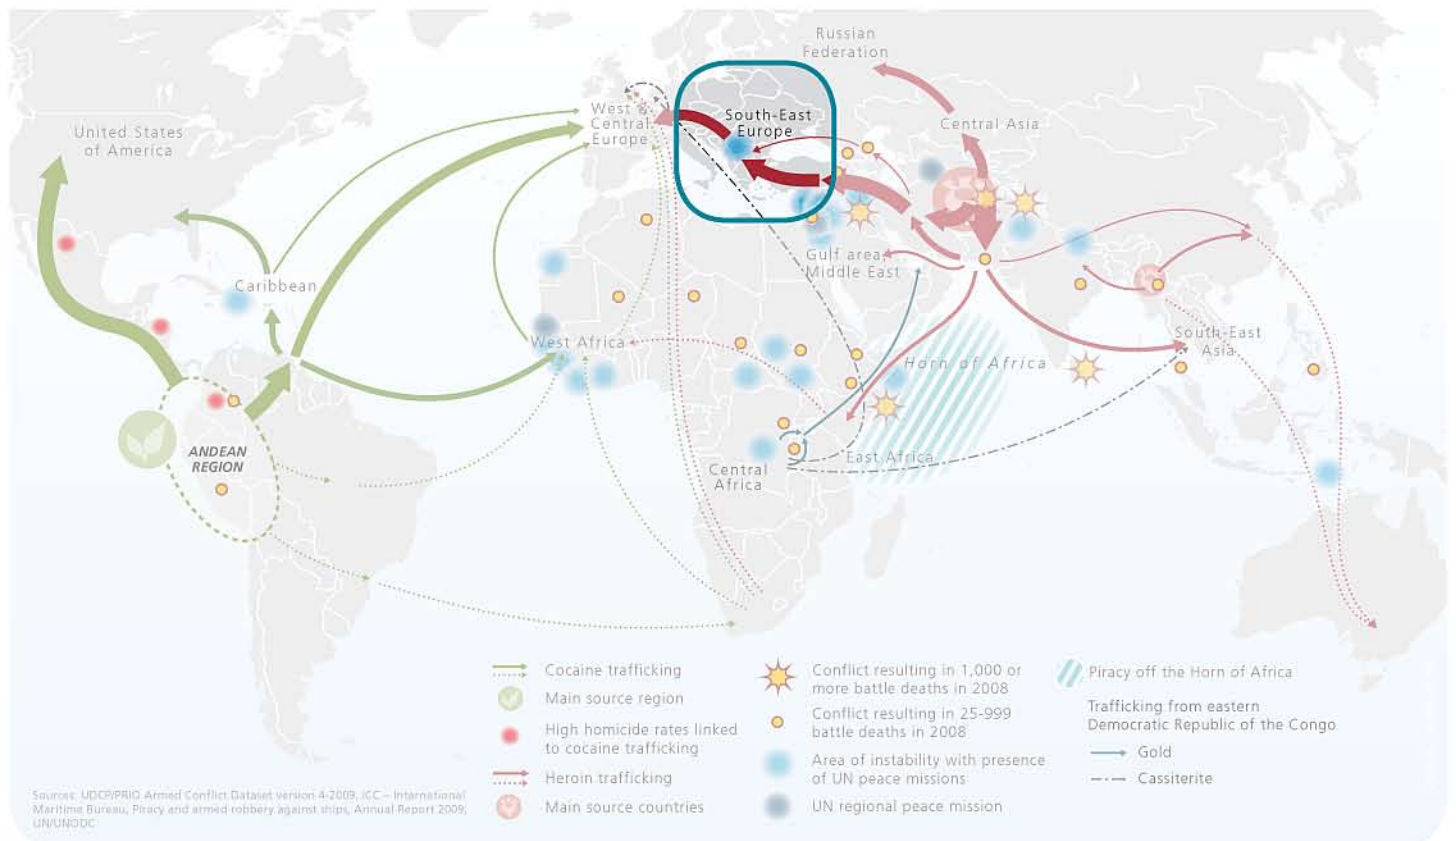 Russian
Federation
United States
of America
West &
Central
Europe
South-East
Europe
Central Asia
Gulf area,
Middle East
Caribbean
West Africa
Horn of Africa
South-East
Asia
ANDEAN
REGION
Central
Africa
East Africa
Cocaine trafficking
Main source region
High homicide rates linked
to cocaine trafficking
Heroin trafficking
Main source countries
Conflict resulting in 1,000 or
more battle deaths in 2008
Conflict resulting in 25-999
battle deaths in 2008
Area of instability with presence
of UN peace missions
UN regional peace mission
Piracy off the Horn of Africa
Trafficking from eastern
Democratic Republic of the Congo
Gold
Cassiterite
Sources: UDCP/PRIO Armed Conflict Dataset version 4-2009, ICC – International
Maritime Bureau, Piracy and armed robbery against ships, Annual Report 2009,
UN/UNODC